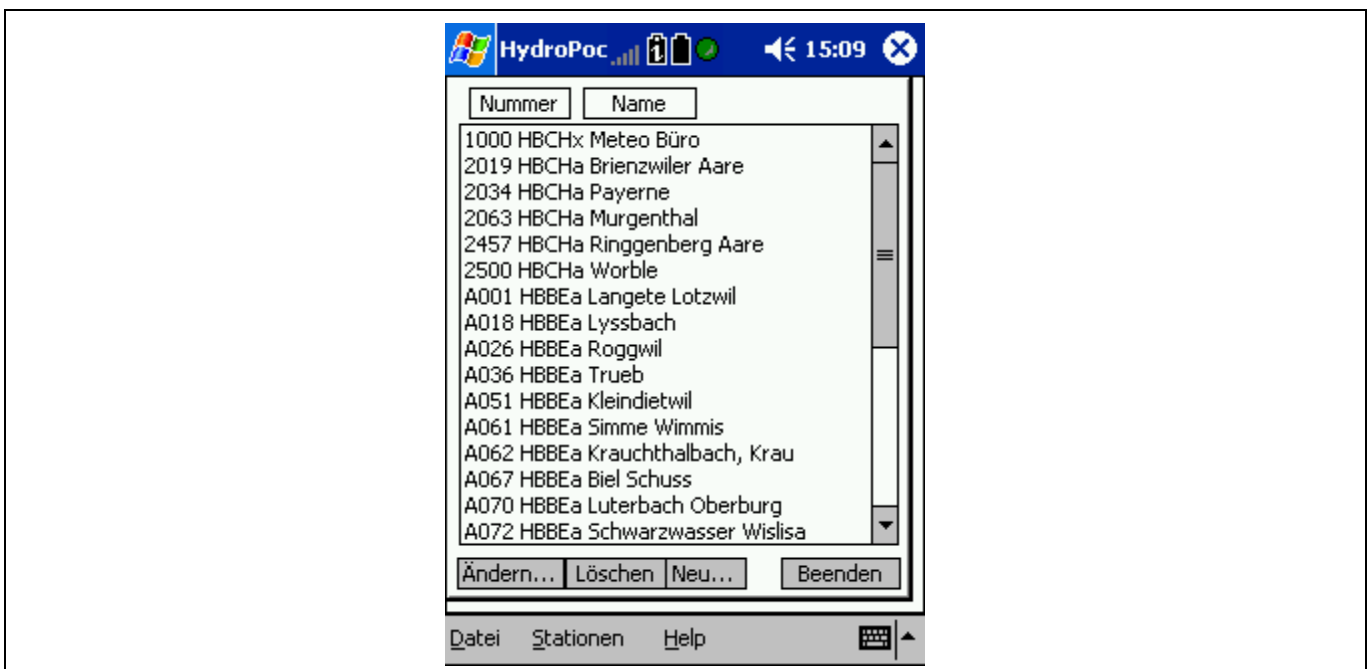 HydroPoc 15:09
Nummer Name
1000 HBCHx Meteo Büro
2019 HBCHa Brienzwiler Aare
2034 HBCHa Payerne
2063 HBCHa Murgenthal
2457 HBCHa Ringgenberg Aare
2500 HBCHa Worble
A001 HBBEa Langete Lotzwil
A018 HBBEa Lyssbach
A026 HBBEa Roggwil
A036 HBBEa Trueb
A051 HBBEa Kleindietwil
A061 HBBEa Simme Wimmis
A062 HBBEa Krauchthalbach, Krau
A067 HBBEa Biel Schuss
A070 HBBEa Luterbach Oberburg
A072 HBBEa Schwarzwasser Wislisa
Ändern... Löschen Neu... Beenden
Datei Stationen Help